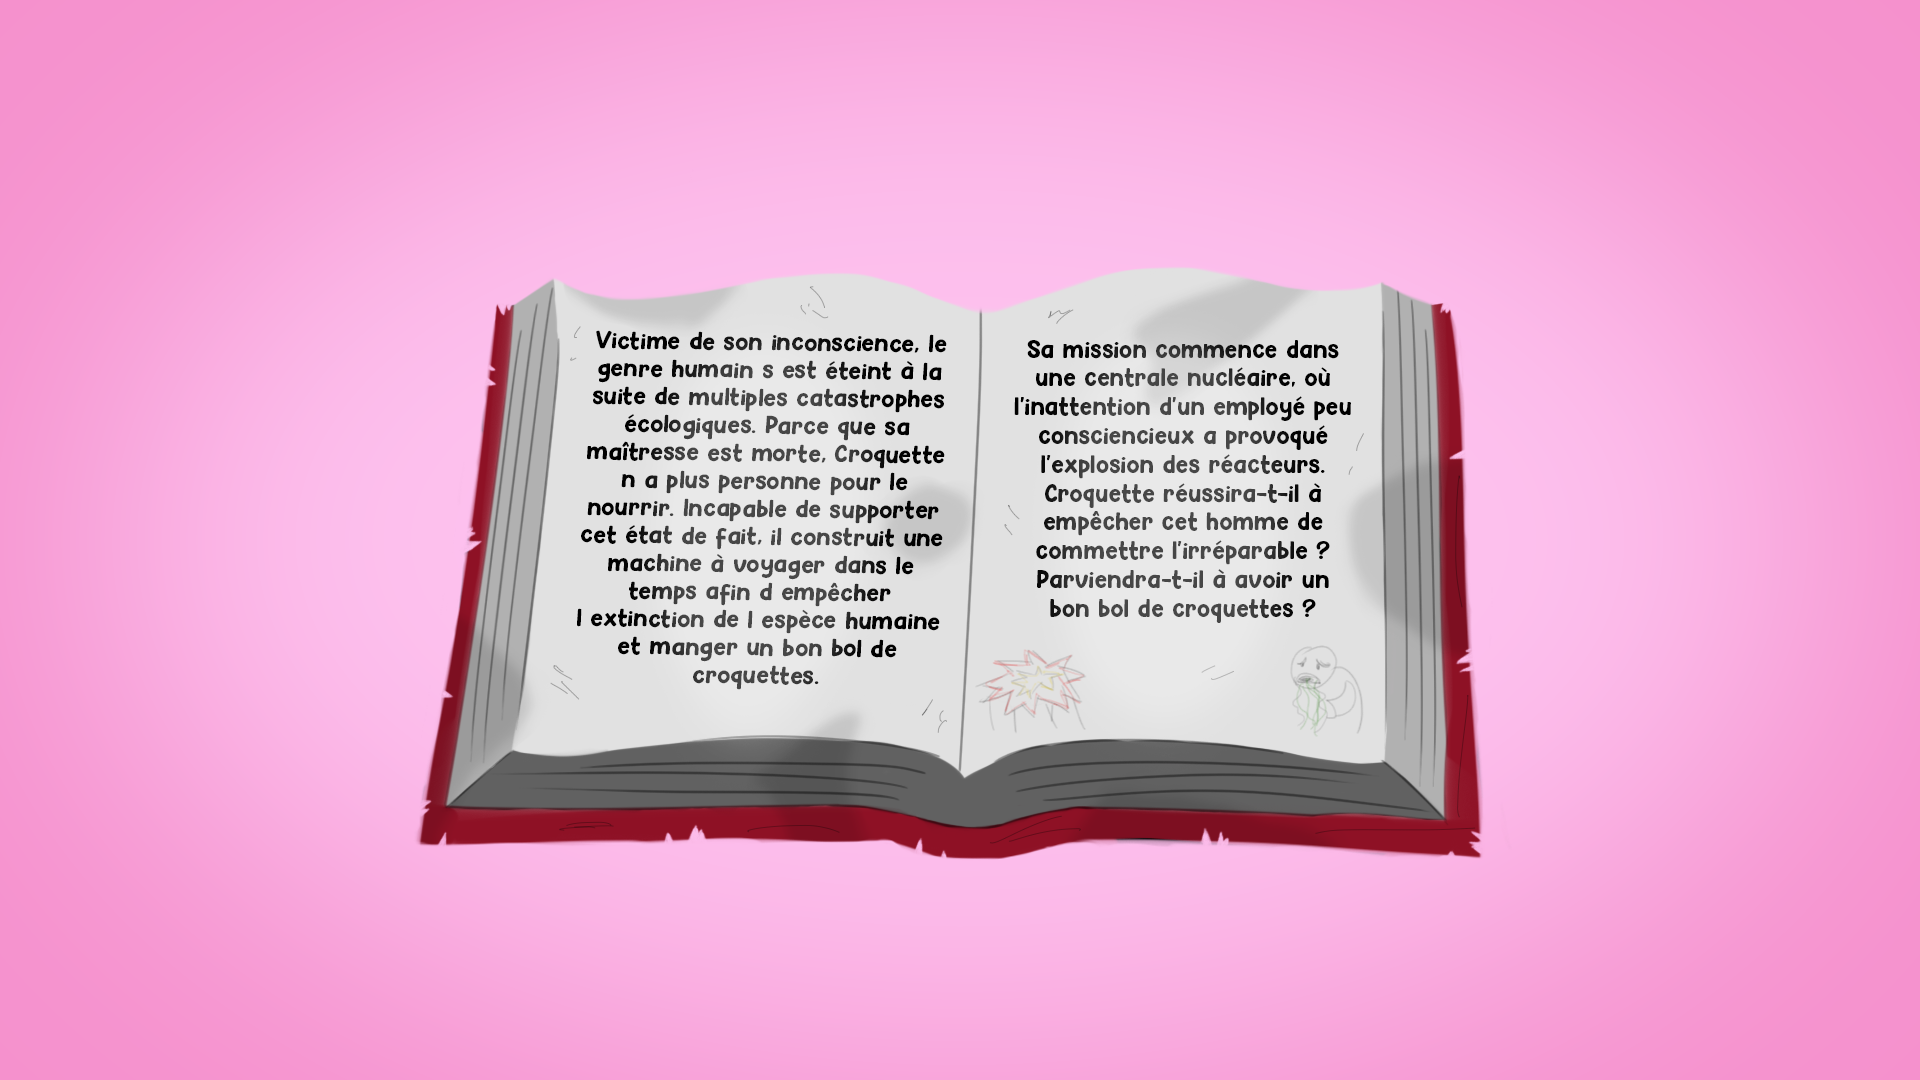 Victime de son inconscience, le
genre humain s est éteint à la
suite de multiples catastrophes
écologiques. Parce que sa
maîtresse est morte, Croquette
n a plus personne pour le
nourrir. Incapable de supporter
cet état de fait, il construit une
machine à voyager dans le
temps afin d empêcher
l extinction de l espèce humaine
et manger un bon bol de
croquettes.
Sa mission commence dans
une centrale nucléaire, où
l'inattention d'un employé peu
consciencieux a provoqué
l'explosion des réacteurs.
Croquette réussira-t-il à
empêcher cet homme de
commettre l'irréparable ?
Parviendra-t-il à avoir un
bon bol de croquettes ?